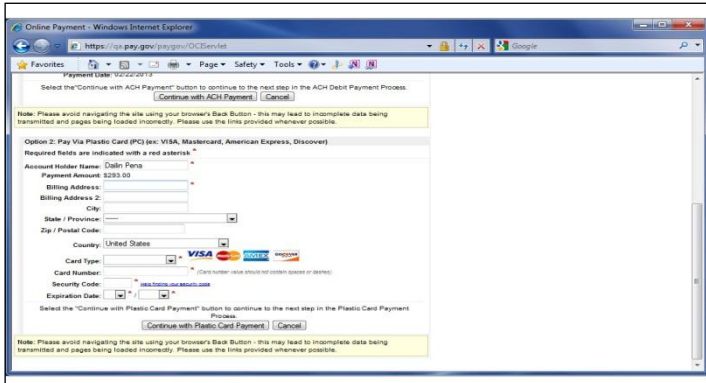 Online Payment - Windows Internet Explorer
https://qa.pay.gov/paygov/OCIServlet
Google
Favorites Page Safety Tools
Payment Date: 02/22/2013
Select the "Continue with ACH Payment" button to continue to the next step in the ACH Debit Payment Process.
Continue with ACH Payment Cancel
Note: Please avoid navigating the site using your browser's Back Button - this may lead to incomplete data being
transmitted and pages being loaded incorrectly. Please use the links provided whenever possible.
Option 2: Pay Via Plastic Card (PC) (ex: VISA, Mastercard, American Express, Discover)
Required fields are indicated with a red asterisk *
Account Holder Name: Dailin Pena *
Payment Amount: $293.00
Billing Address: *
Billing Address 2:
City:
State / Province:
Zip / Postal Code:
Country: United States
Card Type: * VISA DISCOVER
Card Number: * (Card number value should not contain spaces or dashes)
Security Code: * Help finding your security code
Expiration Date: * / *
Select the "Continue with Plastic Card Payment" button to continue to the next step in the Plastic Card Payment
Process.
Continue with Plastic Card Payment Cancel
Note: Please avoid navigating the site using your browser's Back Button - this may lead to incomplete data being
transmitted and pages being loaded incorrectly. Please use the links provided whenever possible.